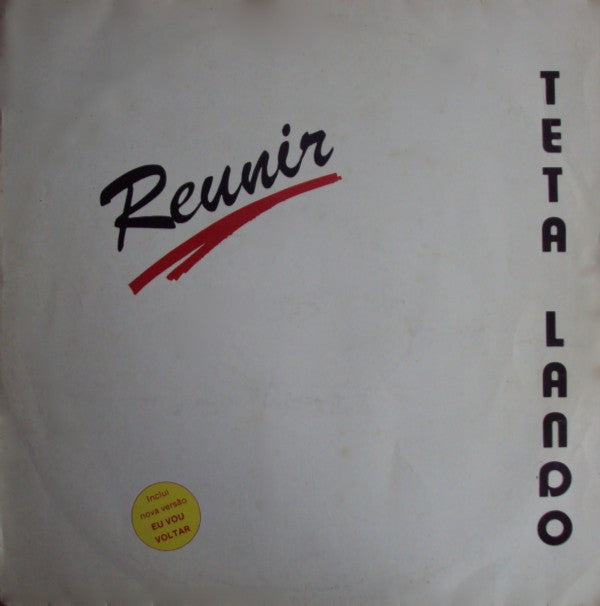 Reunir
TETA LANDO
Inclui
nova versão
EU VOU
VOLTAR